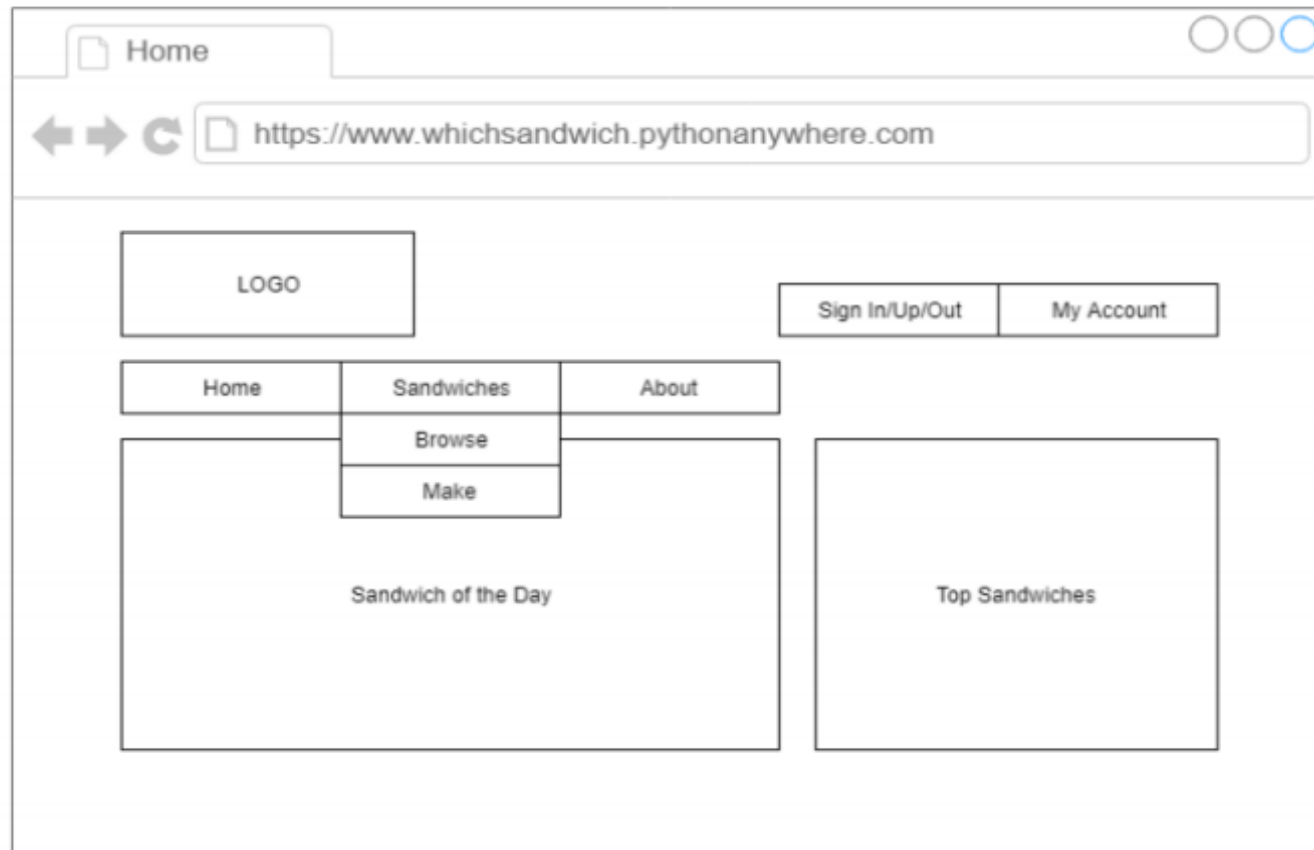 Home
https://www.whichsandwich.pythonanywhere.com
LOGO
Sign In/Up/Out My Account
Home Sandwiches About
Browse
Make
Sandwich of the Day
Top Sandwiches